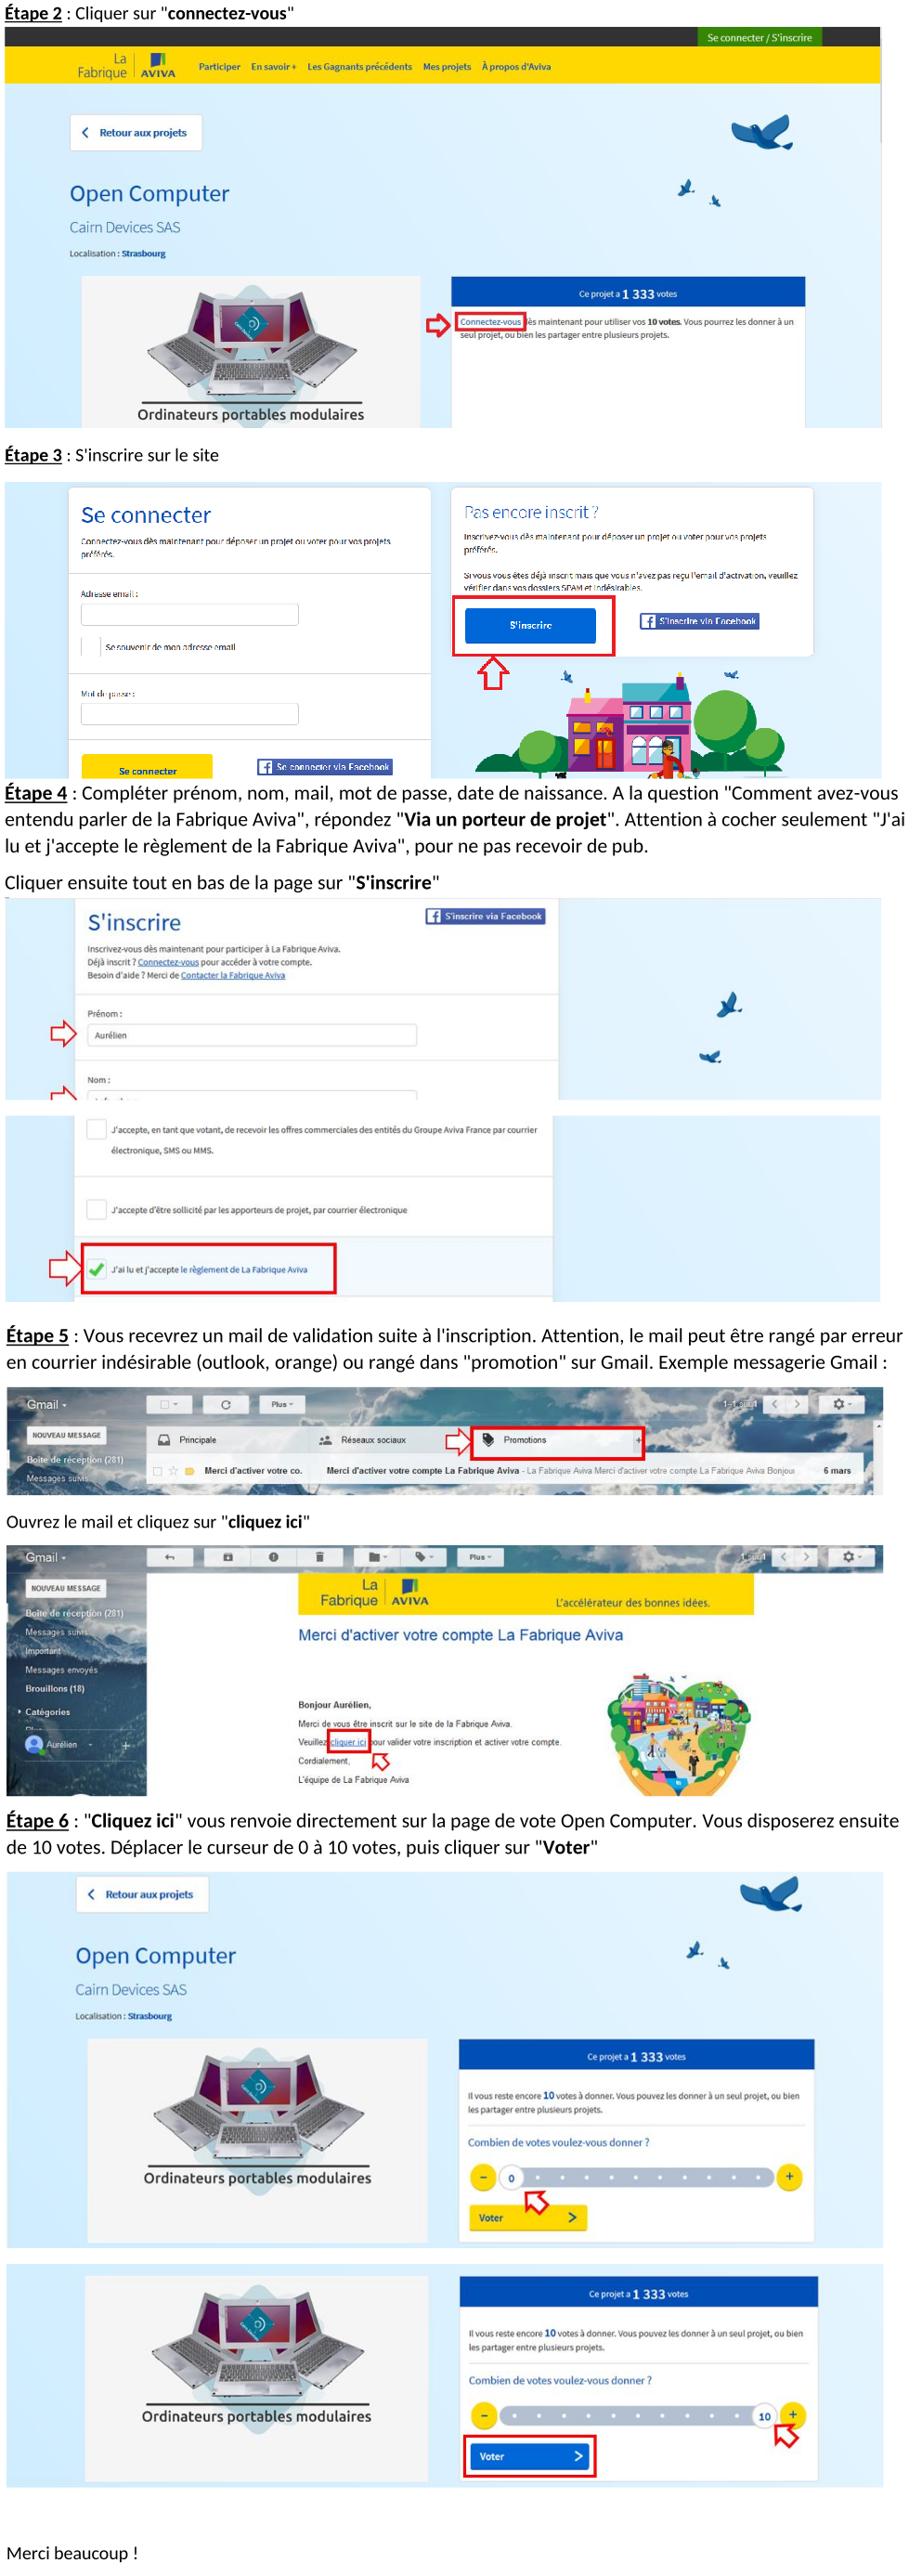 Étape 2 : Cliquer sur "connectez-vous"
Se connecter / S'inscrire
La Fabrique AVIVA
Participer En savoir + Les Gagnants précédents Mes projets À propos d'Aviva
Retour aux projets
Open Computer
Cairn Devices SAS
Localisation : Strasbourg
Ordinateurs portables modulaires
Ce projet a 1 333 votes
Connectez-vous dès maintenant pour utiliser vos 10 votes. Vous pourrez les donner à un
seul projet, ou bien les partager entre plusieurs projets.
Étape 3 : S'inscrire sur le site
Se connecter
Connectez-vous dès maintenant pour déposer un projet ou voter pour vos projets
préférés.
Adresse email :
Se souvenir de mon adresse email
Mot de passe :
Se connecter
Se connecter via Facebook
Pas encore inscrit ?
Inscrivez-vous dès maintenant pour déposer un projet ou voter pour vos projets
préférés.
Si vous vous êtes déjà inscrit mais que vous n'avez pas reçu l'email d'activation, veuillez
vérifier dans vos dossiers SPAM et indésirables.
S'inscrire
S'inscrire via Facebook
Étape 4 : Compléter prénom, nom, mail, mot de passe, date de naissance. A la question "Comment avez-vous
entendu parler de la Fabrique Aviva", répondez "Via un porteur de projet". Attention à cocher seulement "J'ai
lu et j'accepte le règlement de la Fabrique Aviva", pour ne pas recevoir de pub.
Cliquer ensuite tout en bas de la page sur "S'inscrire"
S'inscrire
S'inscrire via Facebook
Inscrivez-vous dès maintenant pour participer à La Fabrique Aviva.
Déjà inscrit ? Connectez-vous pour accéder à votre compte.
Besoin d'aide ? Merci de Contacter la Fabrique Aviva
Prénom :
Aurélien
Nom :
J'accepte, en tant que votant, de recevoir les offres commerciales des entités du Groupe Aviva France par courrier
électronique, SMS ou MMS.
J'accepte d'être sollicité par les apporteurs de projet, par courrier électronique
J'ai lu et j'accepte le règlement de La Fabrique Aviva
Étape 5 : Vous recevrez un mail de validation suite à l'inscription. Attention, le mail peut être rangé par erreur
en courrier indésirable (outlook, orange) ou rangé dans "promotion" sur Gmail. Exemple messagerie Gmail :
Gmail
Plus
NOUVEAU MESSAGE
Principale Réseaux sociaux Promotions +
Boîte de réception (281)
Messages suivis
Merci d'activer votre co. Merci d'activer votre compte La Fabrique Aviva - La Fabrique Aviva Merci d'activer votre compte La Fabrique Aviva Bonjour 6 mars
Ouvrez le mail et cliquez sur "cliquez ici"
Gmail
Plus
NOUVEAU MESSAGE
Boîte de réception (281)
Messages suivis
Important
Messages envoyés
Brouillons (18)
Catégories
Aurélien
La Fabrique AVIVA
L'accélérateur des bonnes idées.
Merci d'activer votre compte La Fabrique Aviva
Bonjour Aurélien,
Merci de vous être inscrit sur le site de la Fabrique Aviva.
Veuillez cliquer ici pour valider votre inscription et activer votre compte.
Cordialement,
L'équipe de La Fabrique Aviva
Étape 6 : "Cliquez ici" vous renvoie directement sur la page de vote Open Computer. Vous disposerez ensuite
de 10 votes. Déplacer le curseur de 0 à 10 votes, puis cliquer sur "Voter"
Retour aux projets
Open Computer
Cairn Devices SAS
Localisation : Strasbourg
Ordinateurs portables modulaires
Ce projet a 1 333 votes
Il vous reste encore 10 votes à donner. Vous pouvez les donner à un seul projet, ou bien
les partager entre plusieurs projets.
Combien de votes voulez-vous donner ?
- 0 +
Voter
Ordinateurs portables modulaires
Ce projet a 1 333 votes
Il vous reste encore 10 votes à donner. Vous pouvez les donner à un seul projet, ou bien
les partager entre plusieurs projets.
Combien de votes voulez-vous donner ?
- 10 +
Voter
Merci beaucoup !